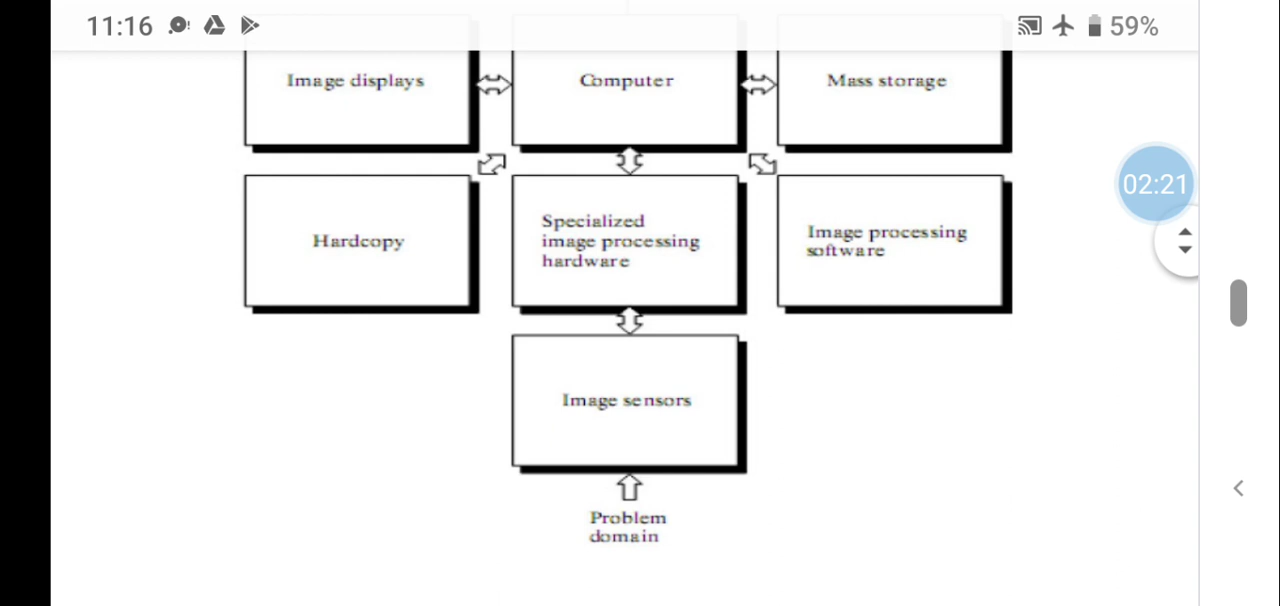 11:16
59%
Image displays
Computer
Mass storage
02:21
Hardcopy
Specialized
image processing
hardware
Image processing
software
Image sensors
Problem
domain